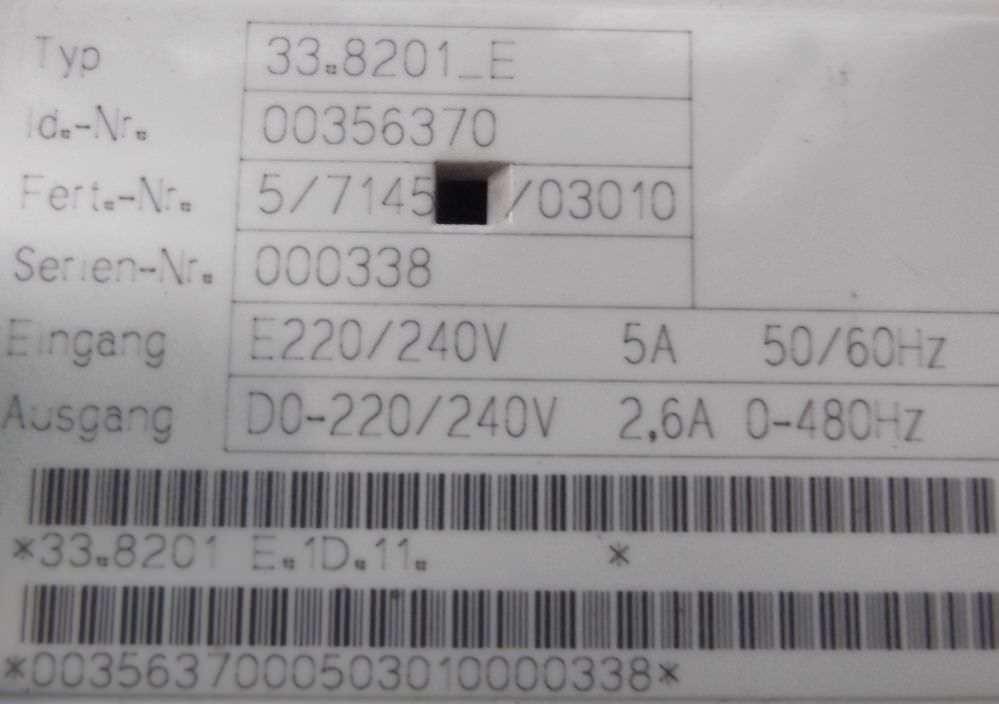 Typ 33.8201_E
Id.-Nr. 00356370
Fert.-Nr. 5/7145 /03010
Serien-Nr. 000338
Eingang E220/240V 5A 50/60Hz
Ausgang D0-220/240V 2,6A 0-480Hz
*33.8201 E.1D.11. *
*0035637000503010000338*